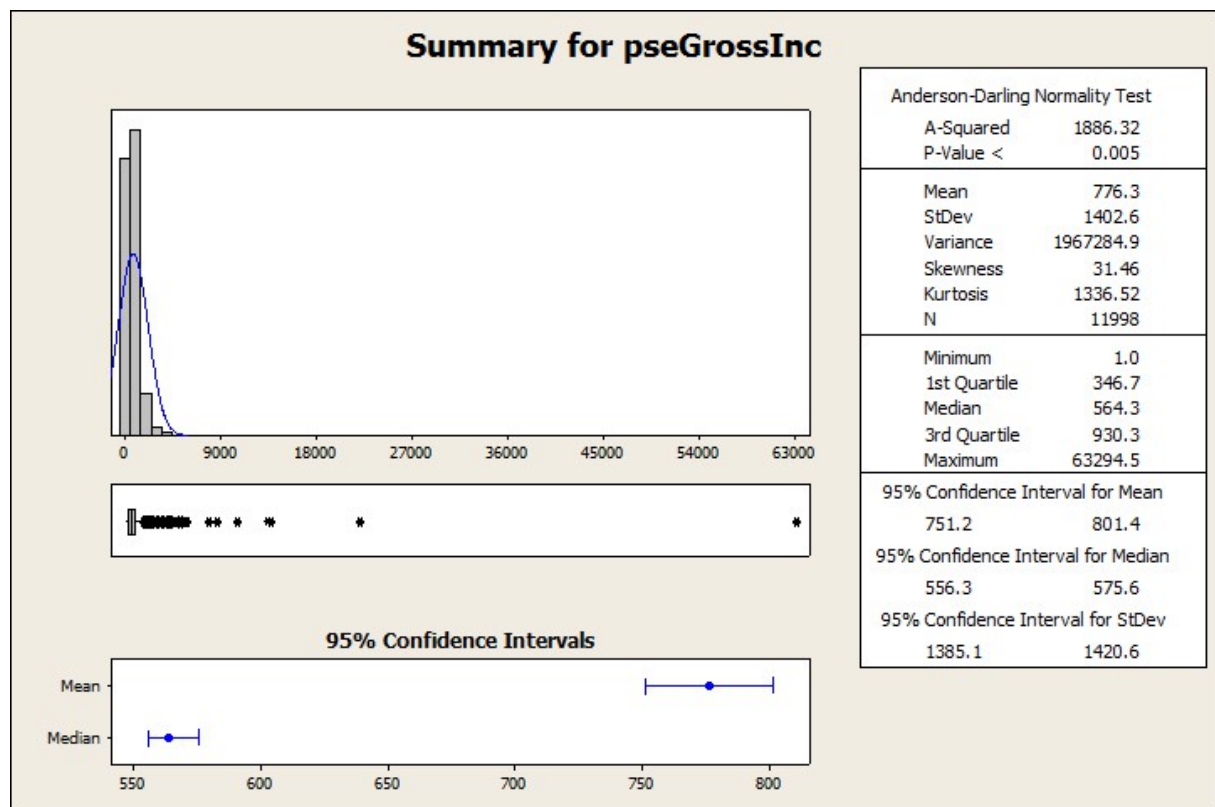 Summary for pseGrossInc
0 9000 18000 27000 36000 45000 54000 63000
95% Confidence Intervals
Mean
Median
550 600 650 700 750 800
Anderson-Darling Normality Test
A-Squared 1886.32
P-Value < 0.005
Mean 776.3
StDev 1402.6
Variance 1967284.9
Skewness 31.46
Kurtosis 1336.52
N 11998
Minimum 1.0
1st Quartile 346.7
Median 564.3
3rd Quartile 930.3
Maximum 63294.5
95% Confidence Interval for Mean
751.2 801.4
95% Confidence Interval for Median
556.3 575.6
95% Confidence Interval for StDev
1385.1 1420.6